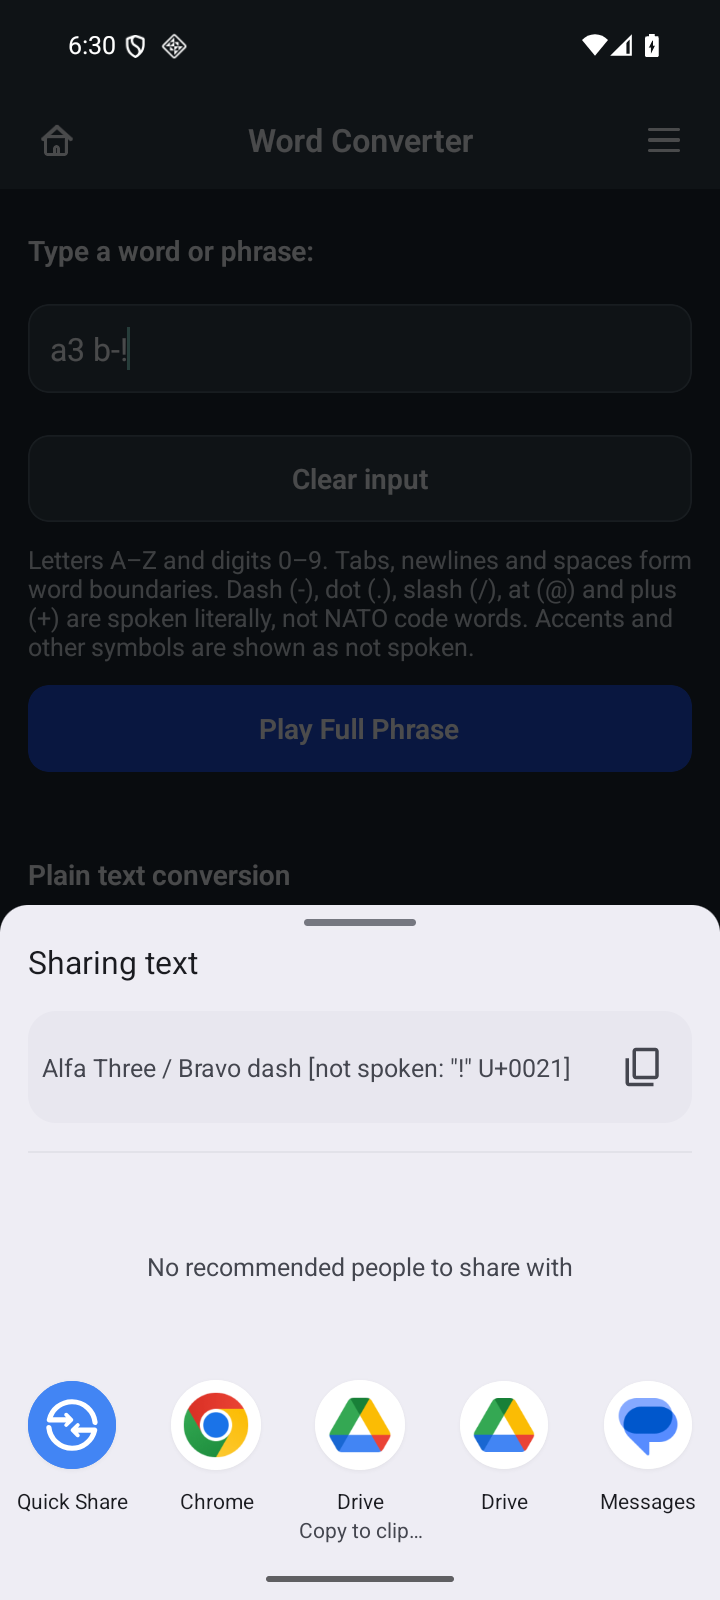 6:30
Word Converter
Type a word or phrase:
a3 b-!
Clear input
Letters A–Z and digits 0–9. Tabs, newlines and spaces form
word boundaries. Dash (-), dot (.), slash (/), at (@) and plus
(+) are spoken literally, not NATO code words. Accents and
other symbols are shown as not spoken.
Play Full Phrase
Plain text conversion
Sharing text
Alfa Three / Bravo dash [not spoken: "!" U+0021]
No recommended people to share with
Quick Share
Chrome
Drive
Copy to clip…
Drive
Messages